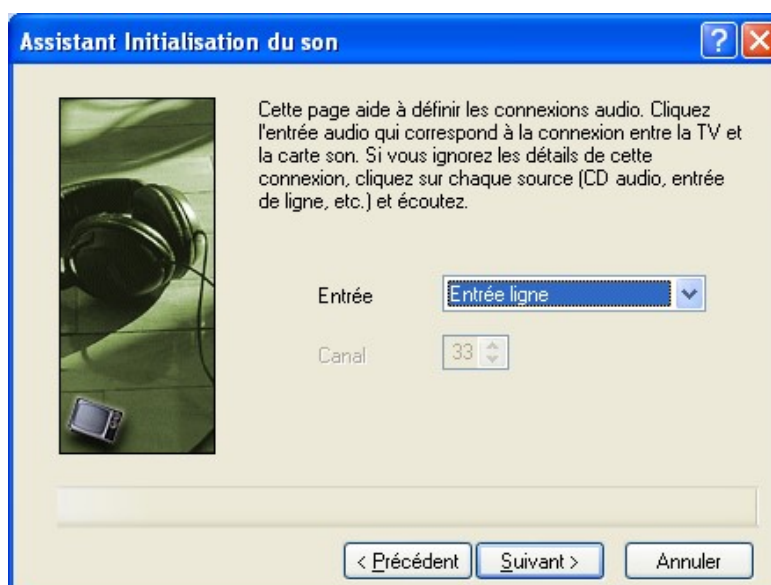 Assistant Initialisation du son
Cette page aide à définir les connexions audio. Cliquez
l'entrée audio qui correspond à la connexion entre la TV et
la carte son. Si vous ignorez les détails de cette
connexion, cliquez sur chaque source (CD audio, entrée
de ligne, etc.) et écoutez.
Entrée Entrée ligne
Canal 33
< Précédent Suivant > Annuler